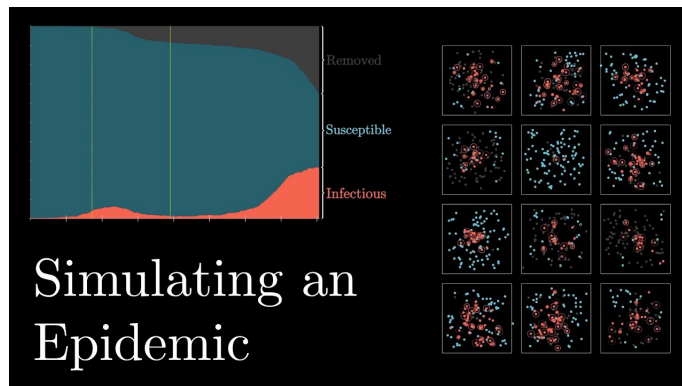 Removed
Susceptible
Infectious
Simulating an
Epidemic